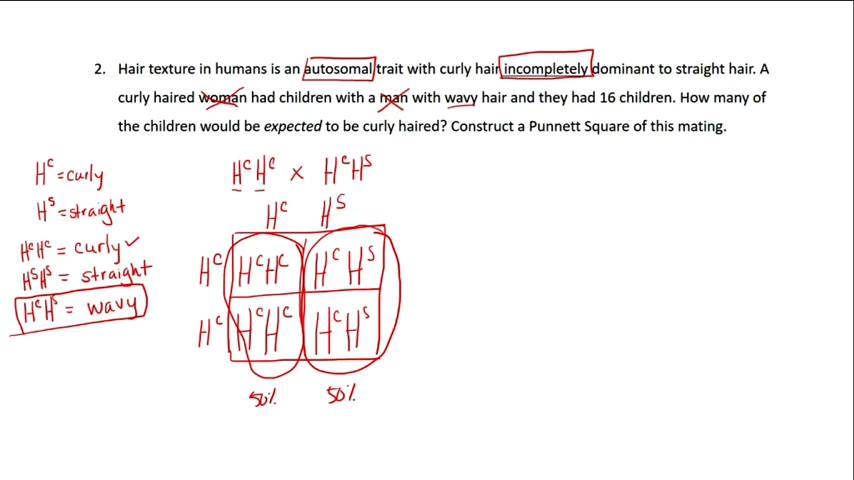 2. Hair texture in humans is an autosomal trait with curly hair incompletely dominant to straight hair. A
curly haired woman had children with a man with wavy hair and they had 16 children. How many of
the children would be expected to be curly haired? Construct a Punnett Square of this mating.
H^C = curly
H^S = straight
H^CH^C = curly ✓
H^SH^S = straight
H^CH^S = wavy
H^CH^C x H^CH^S
H^C H^S
H^C H^CH^C H^CH^S
H^C H^CH^C H^CH^S
50% 50%